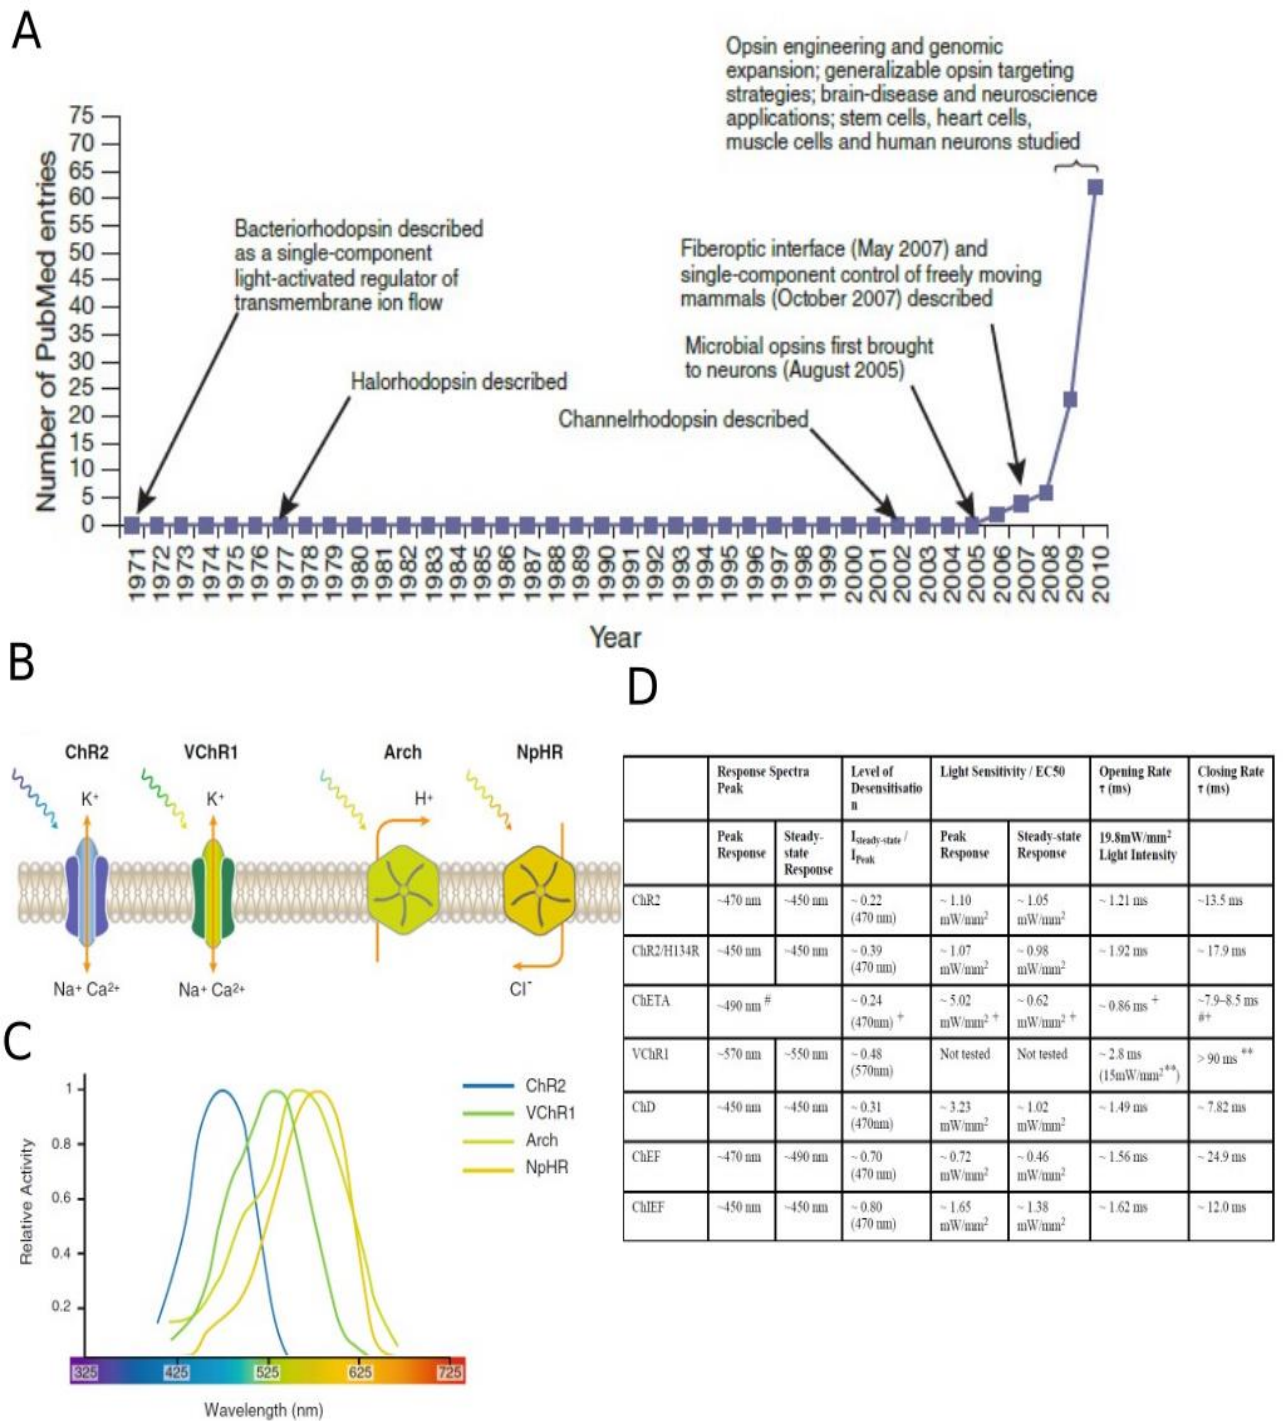 A
Opsin engineering and genomic
expansion; generalizable opsin targeting
strategies; brain-disease and neuroscience
applications; stem cells, heart cells,
muscle cells and human neurons studied
75
70
65
60
55
50
45
40
35
30
25
20
15
10
5
0
Number of PubMed entries
Bacteriorhodopsin described
as a single-component
light-activated regulator of
transmembrane ion flow
Halorhodopsin described
Fiberoptic interface (May 2007) and
single-component control of freely moving
mammals (October 2007) described
Microbial opsins first brought
to neurons (August 2005)
Channelrhodopsin described
1971 1972 1973 1974 1975 1976 1977 1978 1979 1980 1981 1982 1983 1984 1985 1986 1987 1988 1989 1990 1991 1992 1993 1994 1995 1996 1997 1998 1999 2000 2001 2002 2003 2004 2005 2006 2007 2008 2009 2010
Year
B
ChR2 VChR1 Arch NpHR
K⁺ K⁺ H⁺
Na⁺ Ca²⁺ Na⁺ Ca²⁺ Cl⁻
C
1
0.8
0.6
0.4
0.2
Relative Activity
ChR2
VChR1
Arch
NpHR
325 425 525 625 725
Wavelength (nm)
D
Response Spectra Level of Light Sensitivity / EC50 Opening Rate Closing Rate
Peak Desensitisatio τ (ms) τ (ms)
n
Peak Steady- Isteady-state / Peak Steady-state 19.8mW/mm²
Response state IPeak Response Response Light Intensity
Response
ChR2 ~470 nm ~450 nm ~ 0.22 ~ 1.10 ~ 1.05 ~ 1.21 ms ~13.5 ms
(470 nm) mW/mm² mW/mm²
ChR2/H134R ~450 nm ~450 nm ~ 0.39 ~ 1.07 ~ 0.98 ~ 1.92 ms ~ 17.9 ms
(470 nm) mW/mm² mW/mm²
ChETA ~490 nm # ~ 0.24 ~ 5.02 ~ 0.62 ~ 0.86 ms + ~7.9–8.5 ms
(470nm) + mW/mm² + mW/mm² + #+
VChR1 ~570 nm ~550 nm ~ 0.48 Not tested Not tested ~ 2.8 ms > 90 ms **
(570nm) (15mW/mm²**)
ChD ~450 nm ~450 nm ~ 0.31 ~ 3.23 ~ 1.02 ~ 1.49 ms ~ 7.82 ms
(470nm) mW/mm² mW/mm²
ChEF ~470 nm ~490 nm ~ 0.70 ~ 0.72 ~ 0.46 ~ 1.56 ms ~ 24.9 ms
(470 nm) mW/mm² mW/mm²
ChIEF ~450 nm ~450 nm ~ 0.80 ~ 1.65 ~ 1.38 ~ 1.62 ms ~ 12.0 ms
(470 nm) mW/mm² mW/mm²